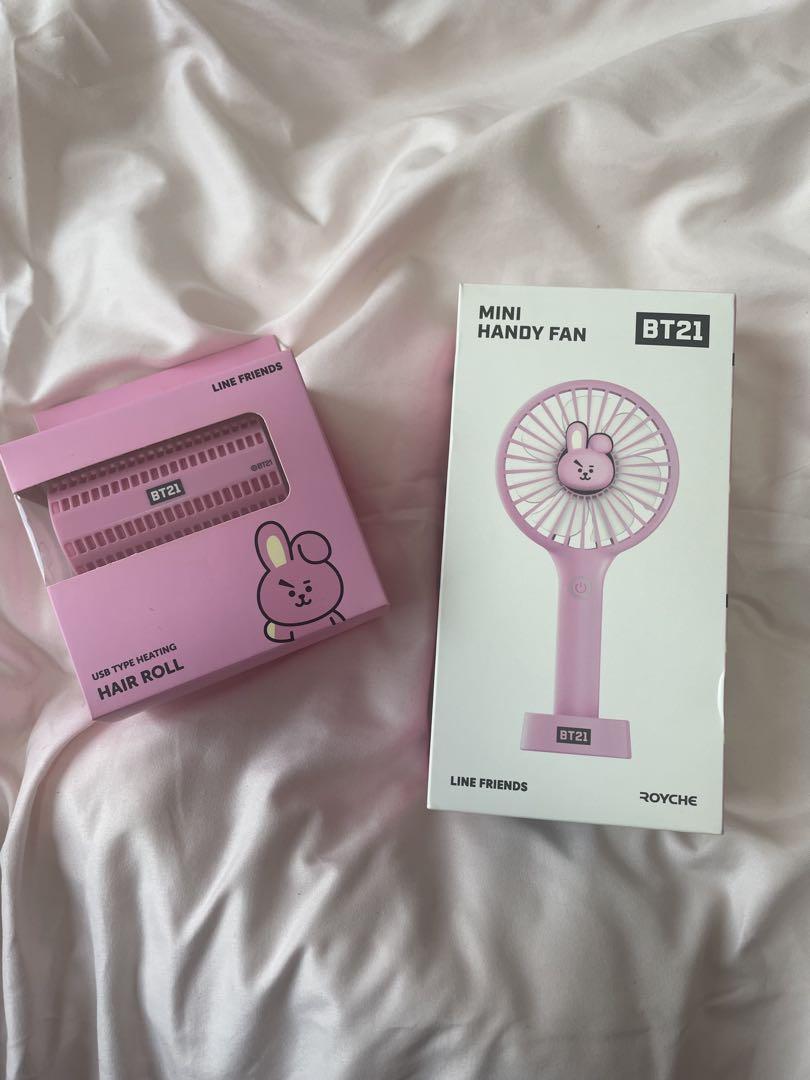 LINE FRIENDS
©BT21
BT21
USB TYPE HEATING
HAIR ROLL
MINI
HANDY FAN
BT21
BT21
LINE FRIENDS
ROYCHE